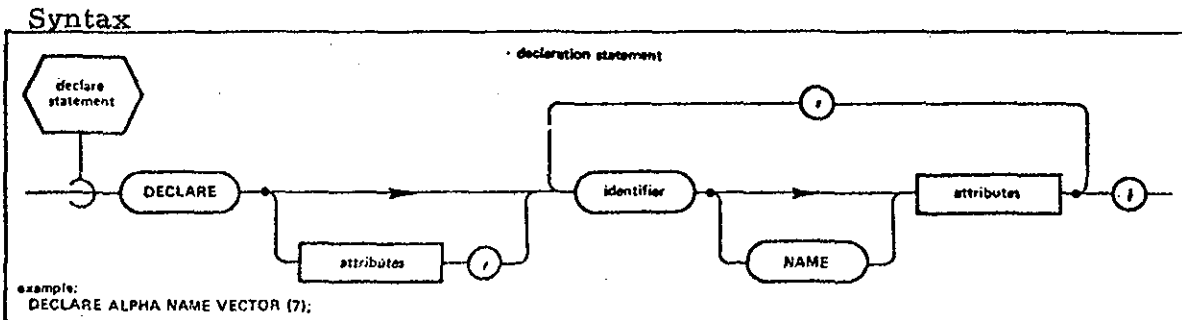 Syntax
declaration statement
declare
statement
,
DECLARE
identifier
attributes
;
attributes
,
NAME
example:
DECLARE ALPHA NAME VECTOR (7);